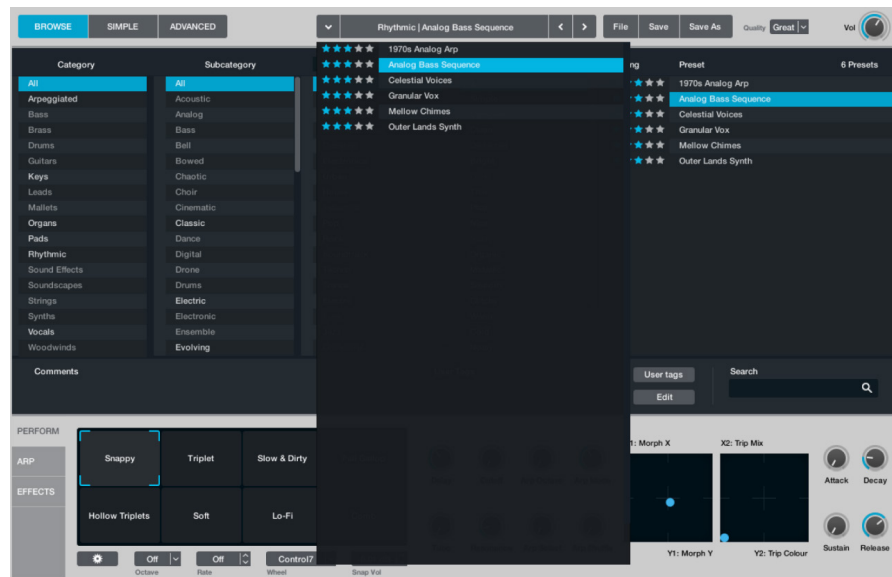 BROWSE SIMPLE ADVANCED Rhythmic | Analog Bass Sequence File Save Save As Quality Great Vol
Category
All
Arpeggiated
Bass
Brass
Drums
Guitars
Keys
Leads
Mallets
Organs
Pads
Rhythmic
Sound Effects
Soundscapes
Strings
Synths
Vocals
Woodwinds
Subcategory
All
Acoustic
Analog
Bass
Bell
Bowed
Chaotic
Choir
Cinematic
Classic
Dance
Digital
Drone
Drums
Electric
Electronic
Ensemble
Evolving
1970s Analog Arp
Analog Bass Sequence
Celestial Voices
Granular Vox
Mellow Chimes
Outer Lands Synth
ng Preset 6 Presets
1970s Analog Arp
Analog Bass Sequence
Celestial Voices
Granular Vox
Mellow Chimes
Outer Lands Synth
Comments
User tags
Edit
Search
PERFORM
ARP
EFFECTS
Snappy Triplet Slow & Dirty
Hollow Triplets Soft Lo-Fi
Off Off Control7
Octave Rate Wheel Snap Vol
1: Morph X X2: Trip Mix
Y1: Morph Y Y2: Trip Colour
Attack Decay
Sustain Release